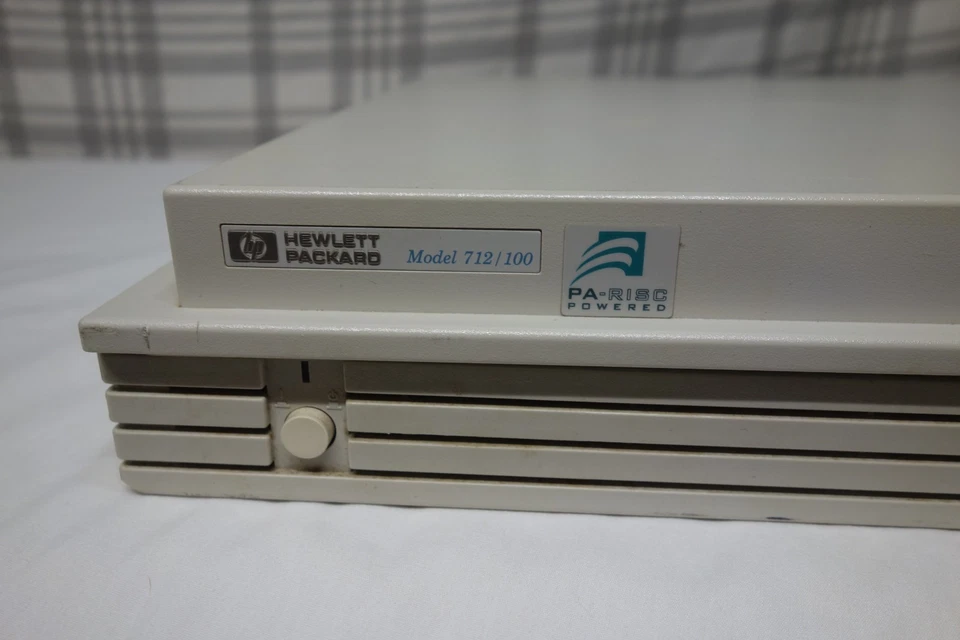 hp HEWLETT
PACKARD Model 712/100
PA-RISC
POWERED